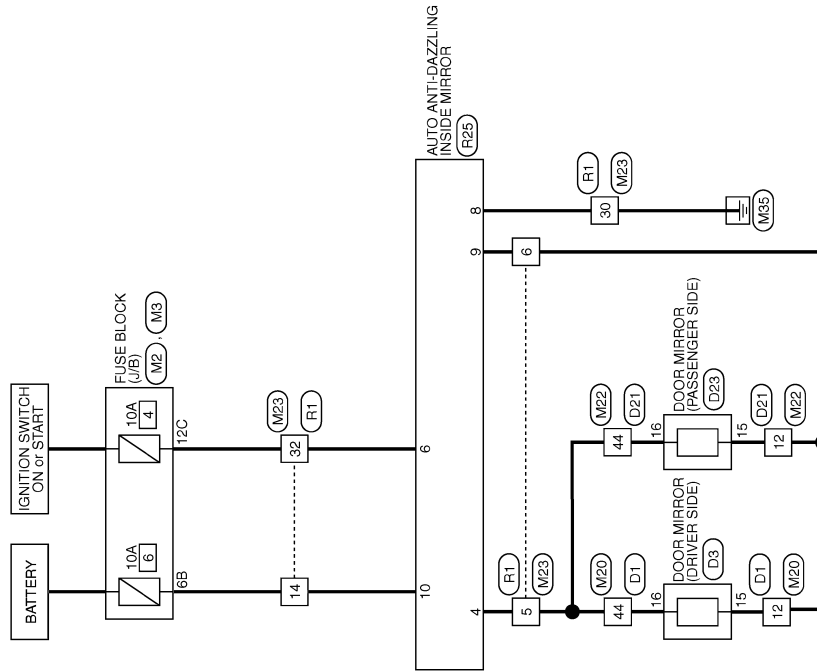 BATTERY
IGNITION SWITCH
ON or START
10A
6
10A
4
FUSE BLOCK
(J/B)
M2 , M3
6B
12C
14
32
M23
R1
10
6
AUTO ANTI-DAZZLING
INSIDE MIRROR
R25
4
9
8
5
R1
M23
6
30
R1
M23
M35
44
M20
D1
44
M22
D21
16
DOOR MIRROR
(DRIVER SIDE)
D3
15
16
DOOR MIRROR
(PASSENGER SIDE)
D23
15
12
D1
M20
12
D21
M22